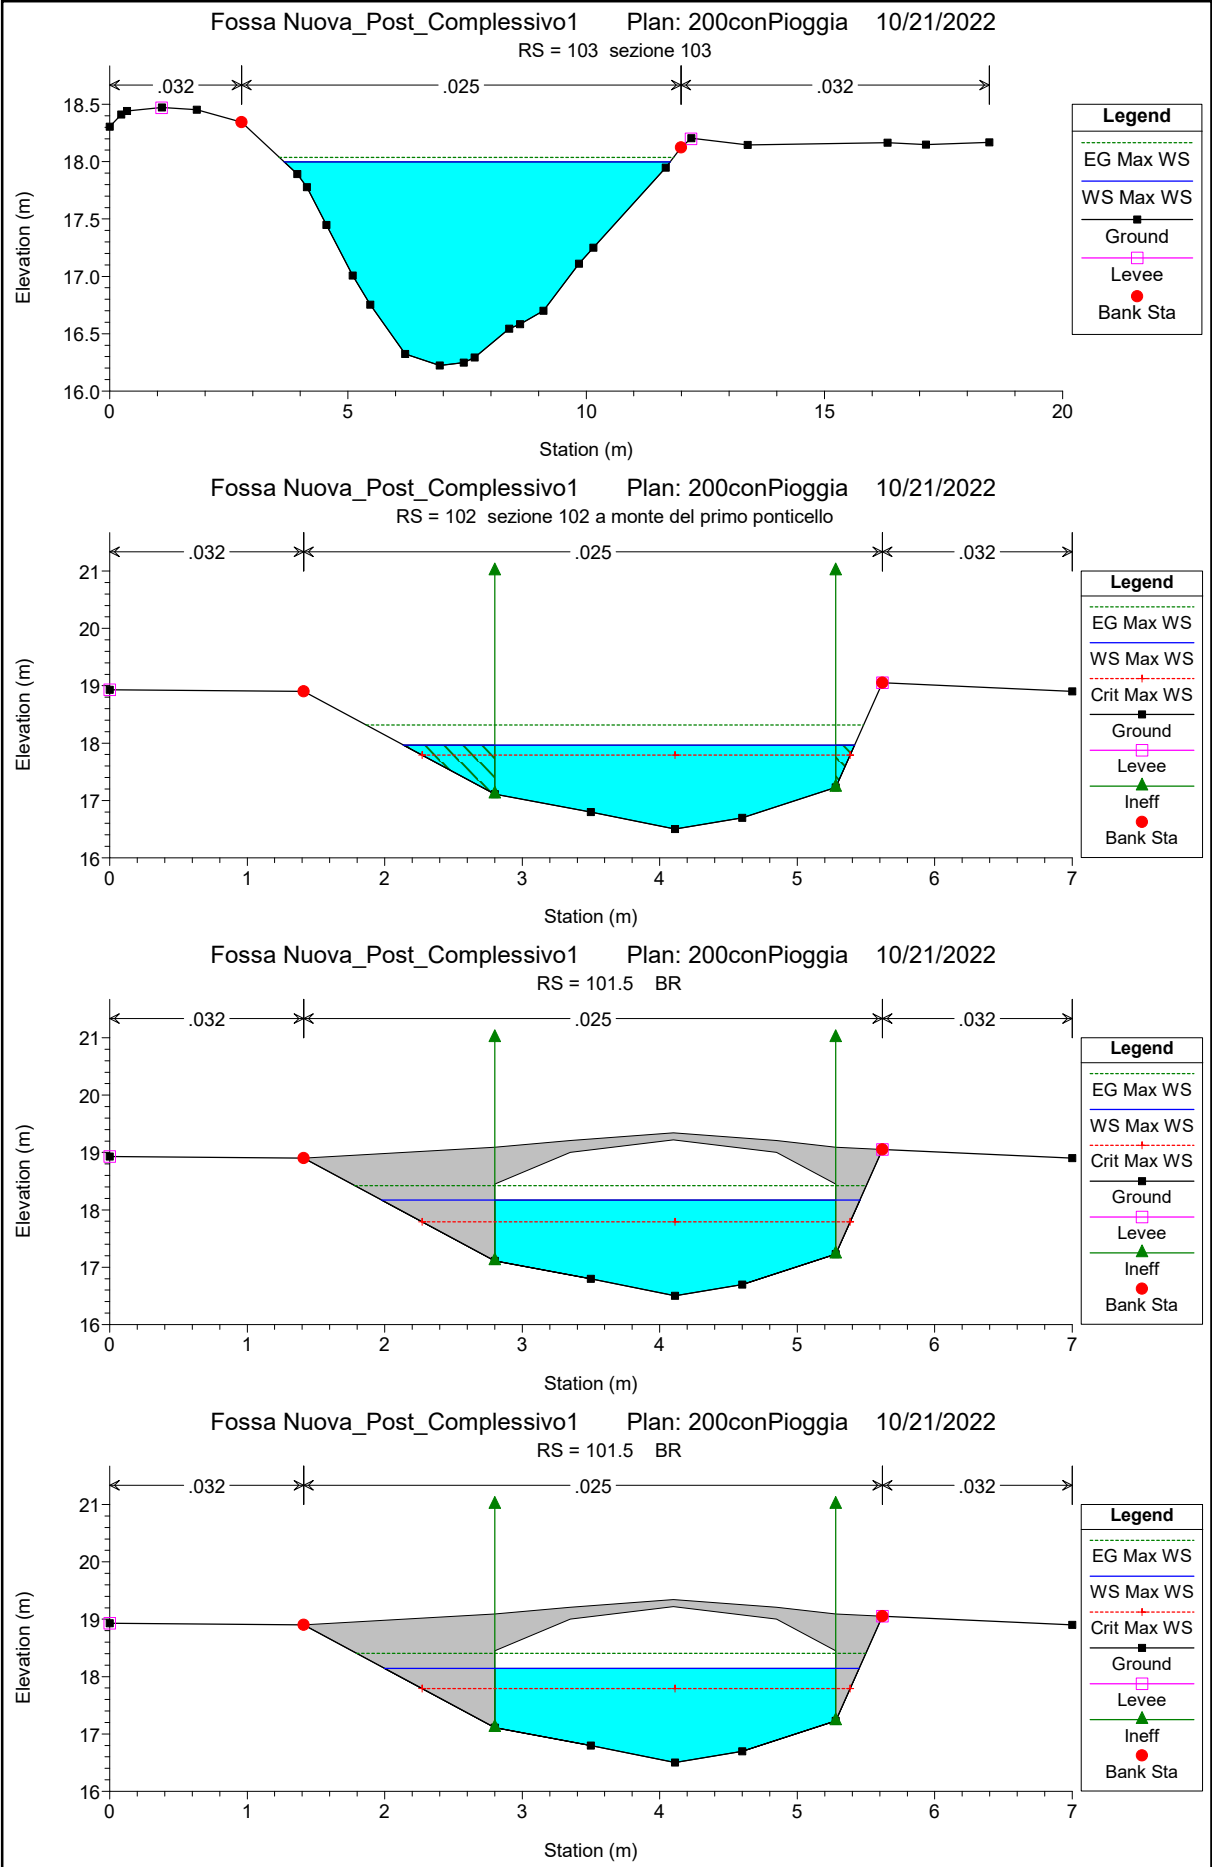 Fossa Nuova_Post_Complessivo1 Plan: 200conPioggia 10/21/2022
RS = 103 sezione 103
.032 .025 .032
Elevation (m)
18.5
18.0
17.5
17.0
16.5
16.0
0 5 10 15 20
Station (m)
Legend
EG Max WS
WS Max WS
Ground
Levee
Bank Sta
Fossa Nuova_Post_Complessivo1 Plan: 200conPioggia 10/21/2022
RS = 102 sezione 102 a monte del primo ponticello
.032 .025 .032
Elevation (m)
21
20
19
18
17
16
0 1 2 3 4 5 6 7
Station (m)
Legend
EG Max WS
WS Max WS
Crit Max WS
Ground
Levee
Ineff
Bank Sta
Fossa Nuova_Post_Complessivo1 Plan: 200conPioggia 10/21/2022
RS = 101.5 BR
.032 .025 .032
Elevation (m)
21
20
19
18
17
16
0 1 2 3 4 5 6 7
Station (m)
Legend
EG Max WS
WS Max WS
Crit Max WS
Ground
Levee
Ineff
Bank Sta
Fossa Nuova_Post_Complessivo1 Plan: 200conPioggia 10/21/2022
RS = 101.5 BR
.032 .025 .032
Elevation (m)
21
20
19
18
17
16
0 1 2 3 4 5 6 7
Station (m)
Legend
EG Max WS
WS Max WS
Crit Max WS
Ground
Levee
Ineff
Bank Sta